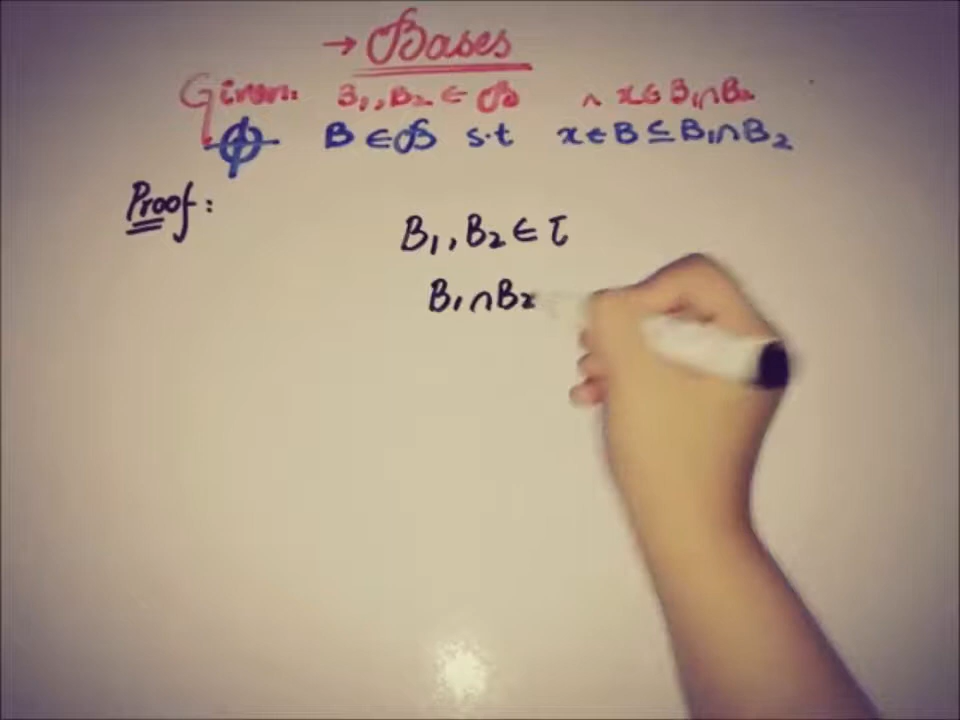 → Bases
Given: B₁, B₂ ∈ ℬ ∧ x ∈ B₁∩B₂
B ∈ ℬ s.t x ∈ B ⊆ B₁∩B₂
Proof:
B₁, B₂ ∈ τ
B₁∩B₂